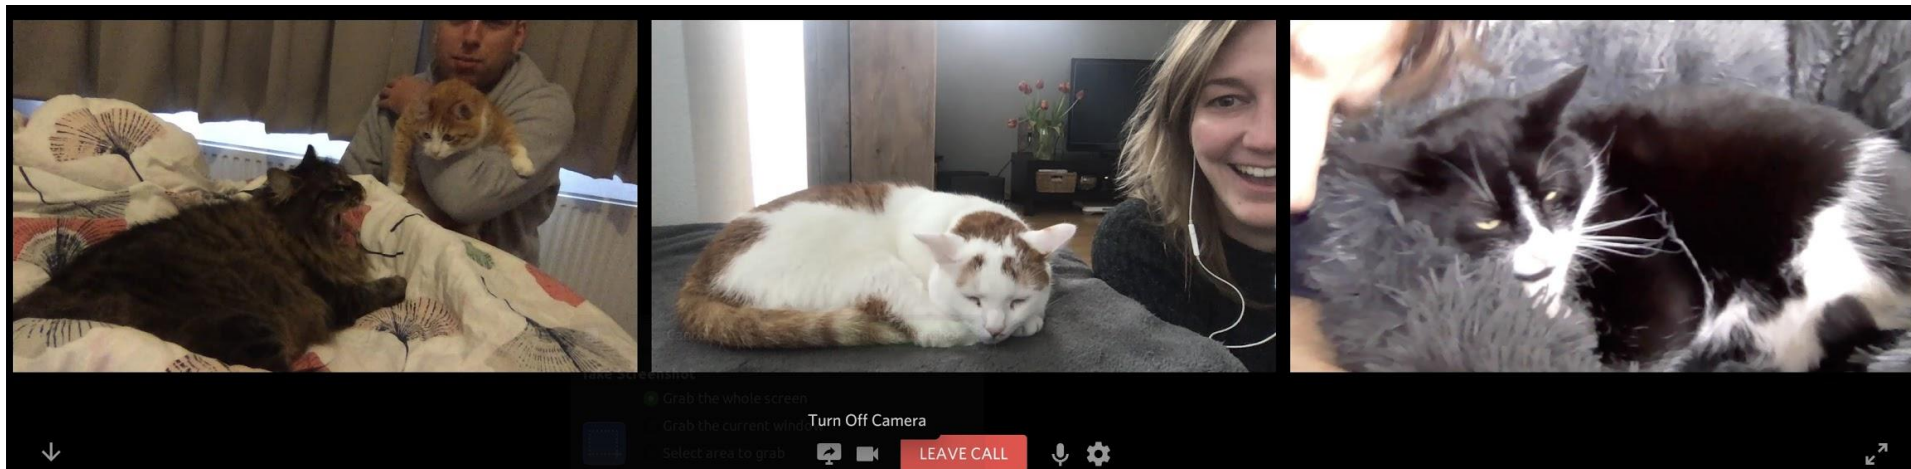 Take Screenshot
Grab the whole screen
Grab the current window
Turn Off Camera
Select area to grab
LEAVE CALL